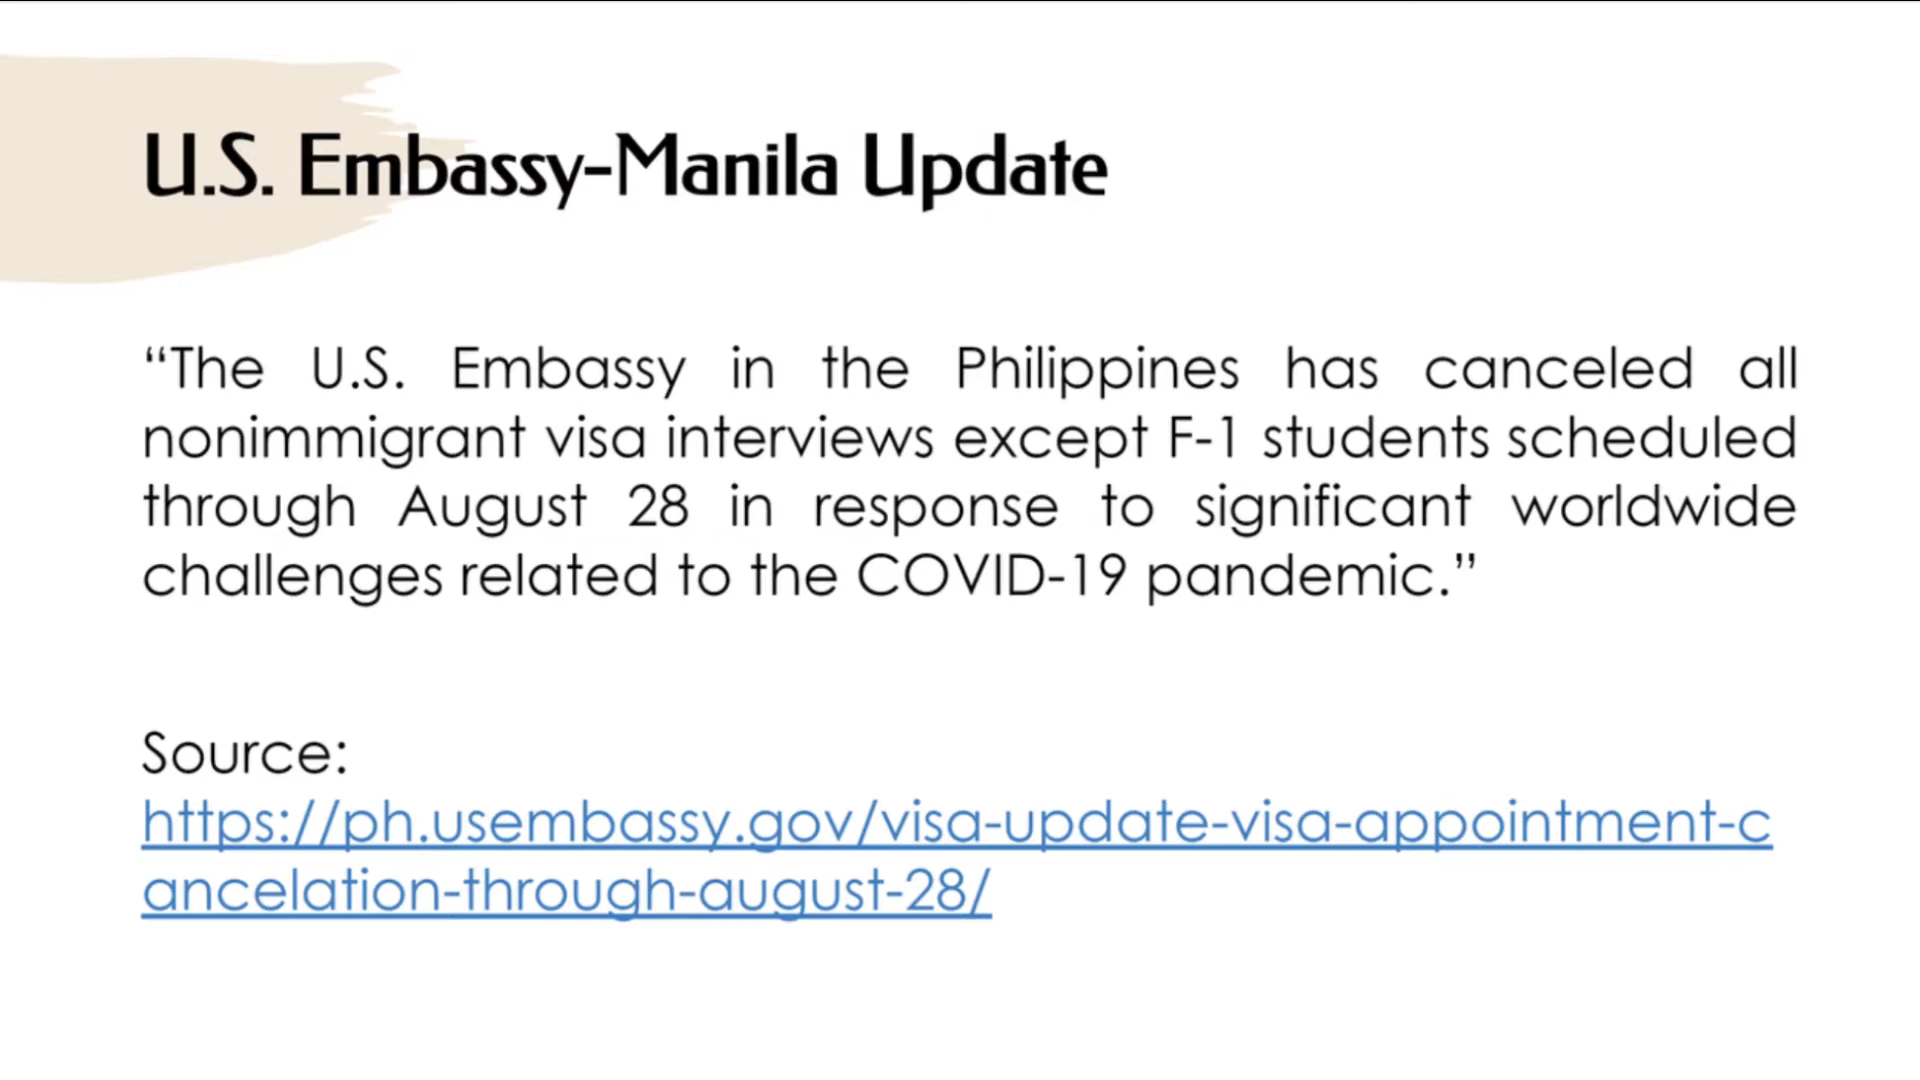 U.S. Embassy-Manila Update
“The U.S. Embassy in the Philippines has canceled all
nonimmigrant visa interviews except F-1 students scheduled
through August 28 in response to significant worldwide
challenges related to the COVID-19 pandemic.”
Source:
https://ph.usembassy.gov/visa-update-visa-appointment-c
ancelation-through-august-28/